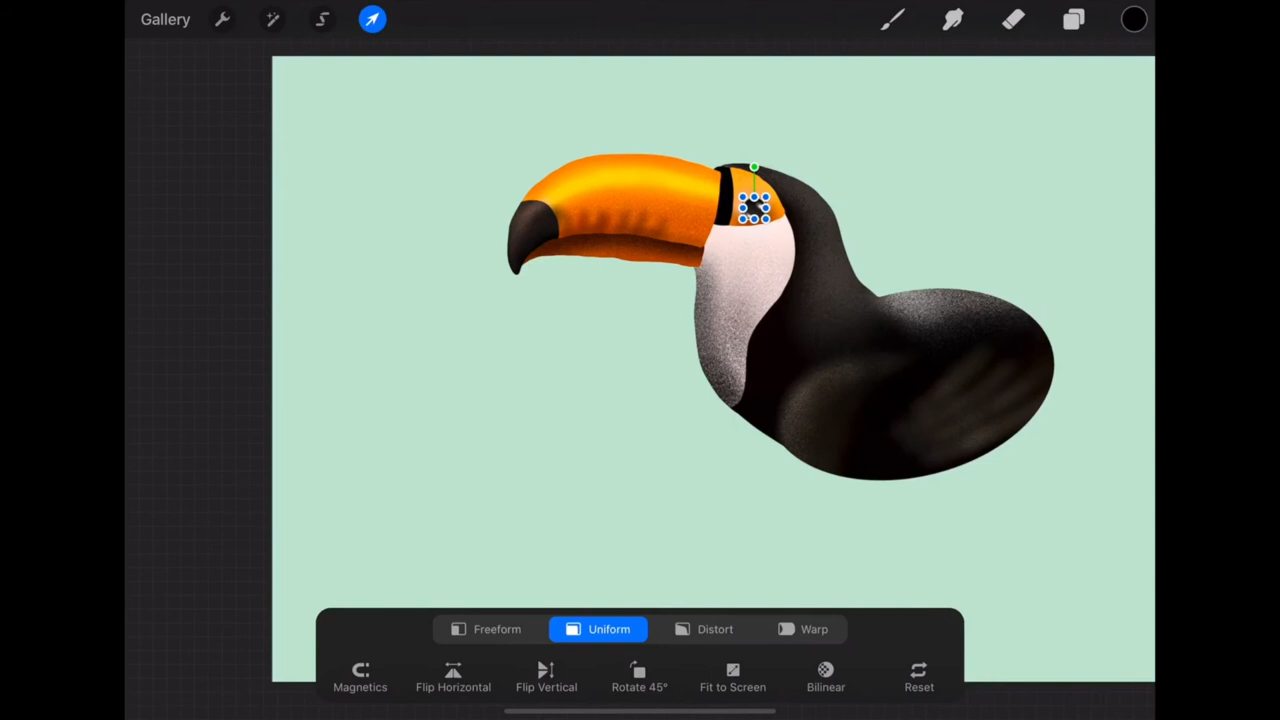 Gallery
Freeform Uniform Distort Warp
Magnetics Flip Horizontal Flip Vertical Rotate 45° Fit to Screen Bilinear Reset